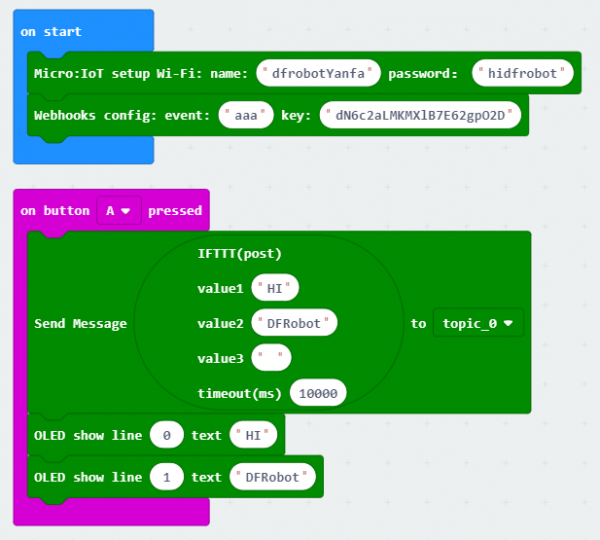 on start
Micro:IoT setup Wi-Fi: name: "dfrobotYanfa" password: "hidfrobot"
Webhooks config: event: "aaa" key: "dN6c2aLMKMXlB7E62gpO2D"
on button A pressed
IFTTT(post)
value1 "HI"
Send Message value2 "DFRobot" to topic_0
value3 " "
timeout(ms) 10000
OLED show line 0 text "HI"
OLED show line 1 text "DFRobot"